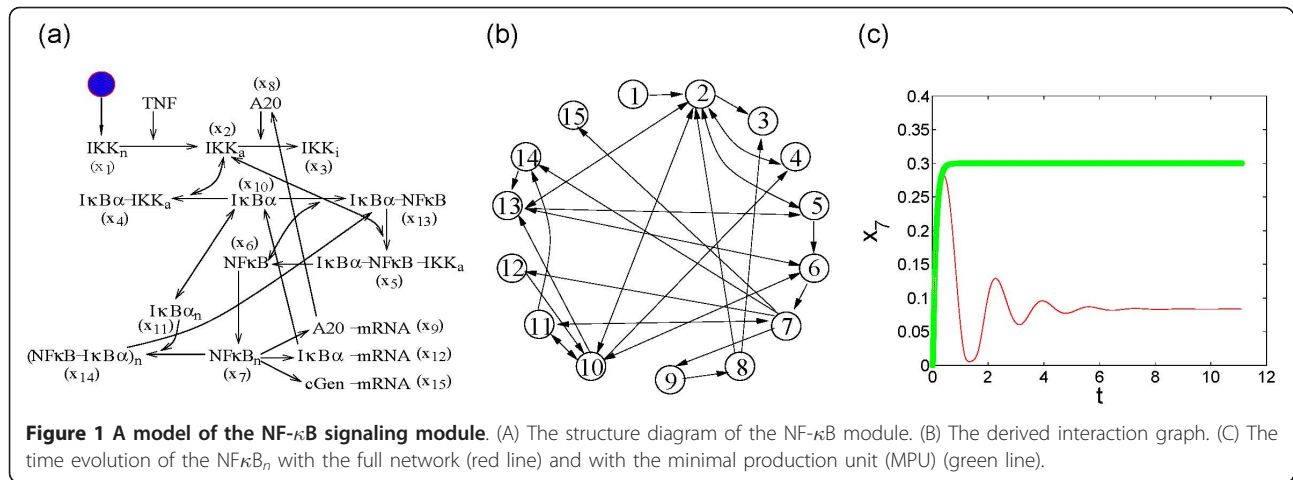 (a)
(b)
(c)
(x₈)
TNF
A20
(x₂)
IKKₙ
IKKₐ
IKKᵢ
(x₁)
(x₃)
(x₁₀)
IκBα–IKKₐ
IκBα
IκBα–NFκB
(x₄)
(x₁₃)
(x₆)
NFκB
IκBα–NFκB–IKKₐ
(x₅)
IκBαₙ
(x₁₁)
A20 –mRNA (x₉)
(NFκB–IκBα)ₙ
NFκBₙ
IκBα –mRNA (x₁₂)
(x₁₄)
(x₇)
cGen –mRNA (x₁₅)
1
2
3
15
14
4
13
5
12
6
11
7
10
9
8
0.4
0.35
0.3
0.25
0.2
0.15
0.1
0.05
0
x₇
0 2 4 6 8 10 12
t
Figure 1 A model of the NF-κB signaling module. (A) The structure diagram of the NF-κB module. (B) The derived interaction graph. (C) The
time evolution of the NFκBₙ with the full network (red line) and with the minimal production unit (MPU) (green line).